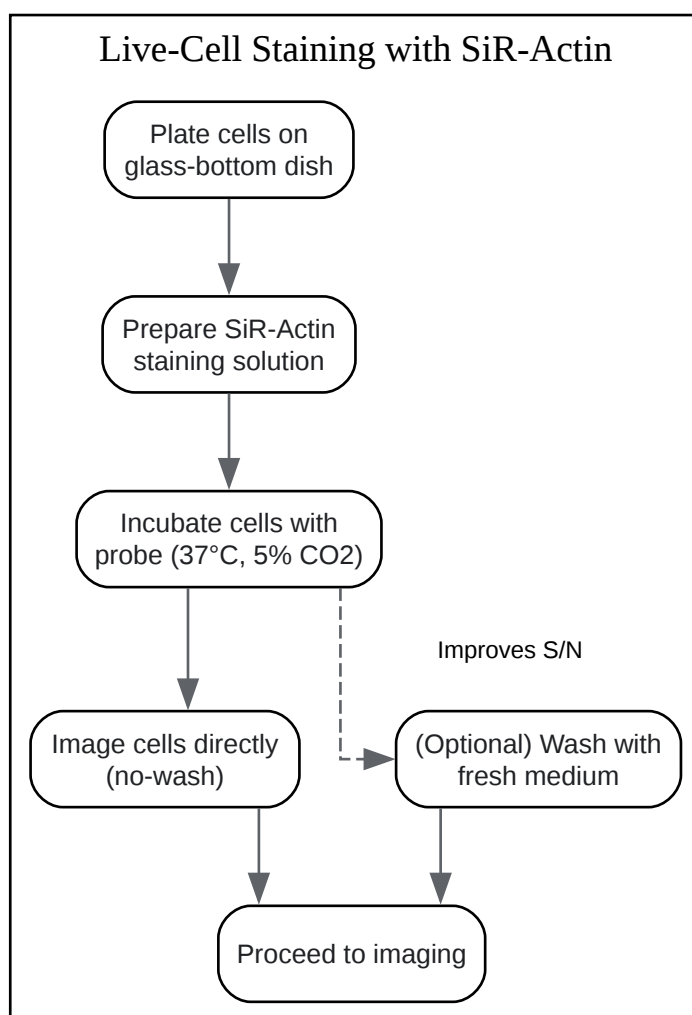 Live-Cell Staining with SiR-Actin
Plate cells on
glass-bottom dish
Prepare SiR-Actin
staining solution
Incubate cells with
probe (37°C, 5% CO2)
Improves S/N
Image cells directly
(no-wash)
(Optional) Wash with
fresh medium
Proceed to imaging